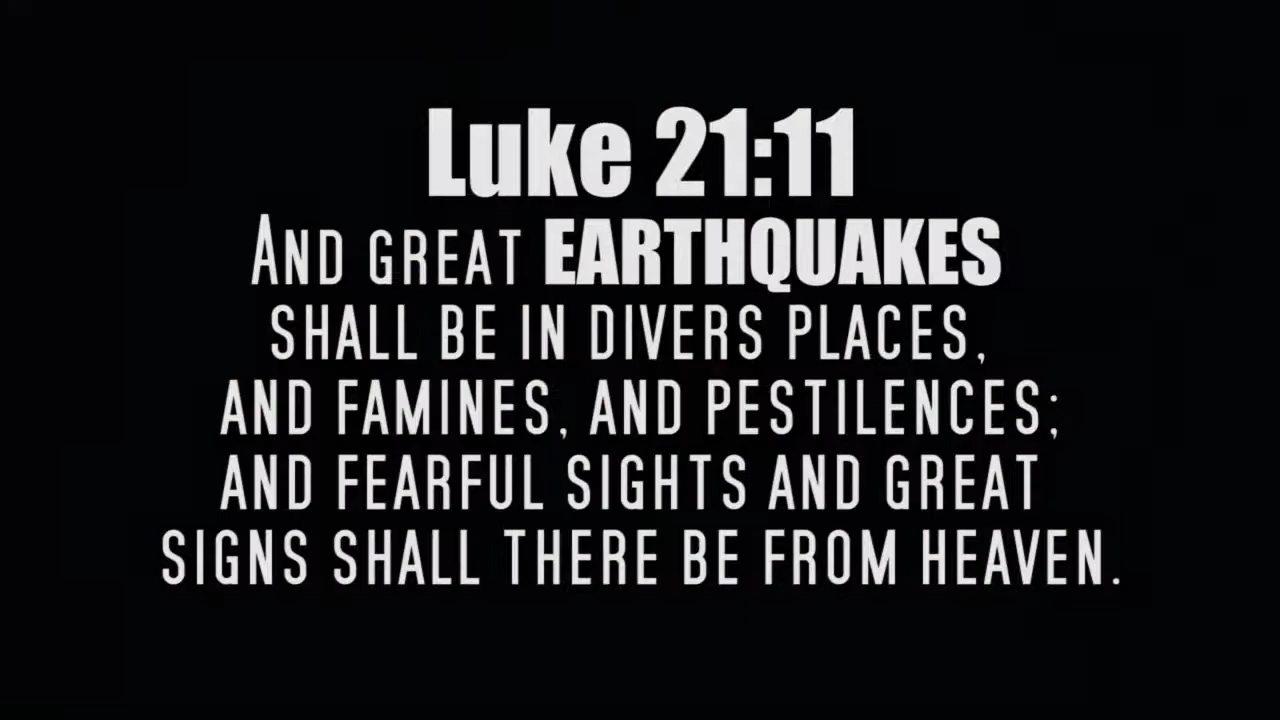 Luke 21:11
AND GREAT EARTHQUAKES
SHALL BE IN DIVERS PLACES,
AND FAMINES, AND PESTILENCES;
AND FEARFUL SIGHTS AND GREAT
SIGNS SHALL THERE BE FROM HEAVEN.